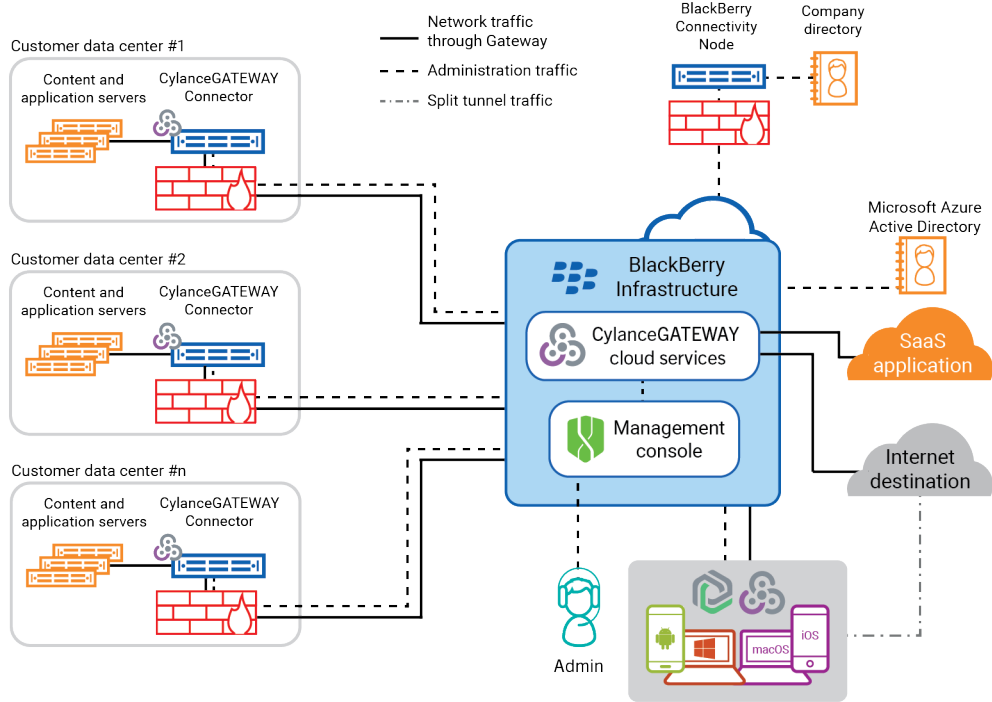 Network traffic
through Gateway
Administration traffic
Split tunnel traffic
BlackBerry
Connectivity
Node
Company
directory
Customer data center #1
Content and
application servers
CylanceGATEWAY
Connector
Customer data center #2
Content and
application servers
CylanceGATEWAY
Connector
Customer data center #n
Content and
application servers
CylanceGATEWAY
Connector
BlackBerry
Infrastructure
CylanceGATEWAY
cloud services
Management
console
Microsoft Azure
Active Directory
SaaS
application
Internet
destination
Admin
macOS
iOS